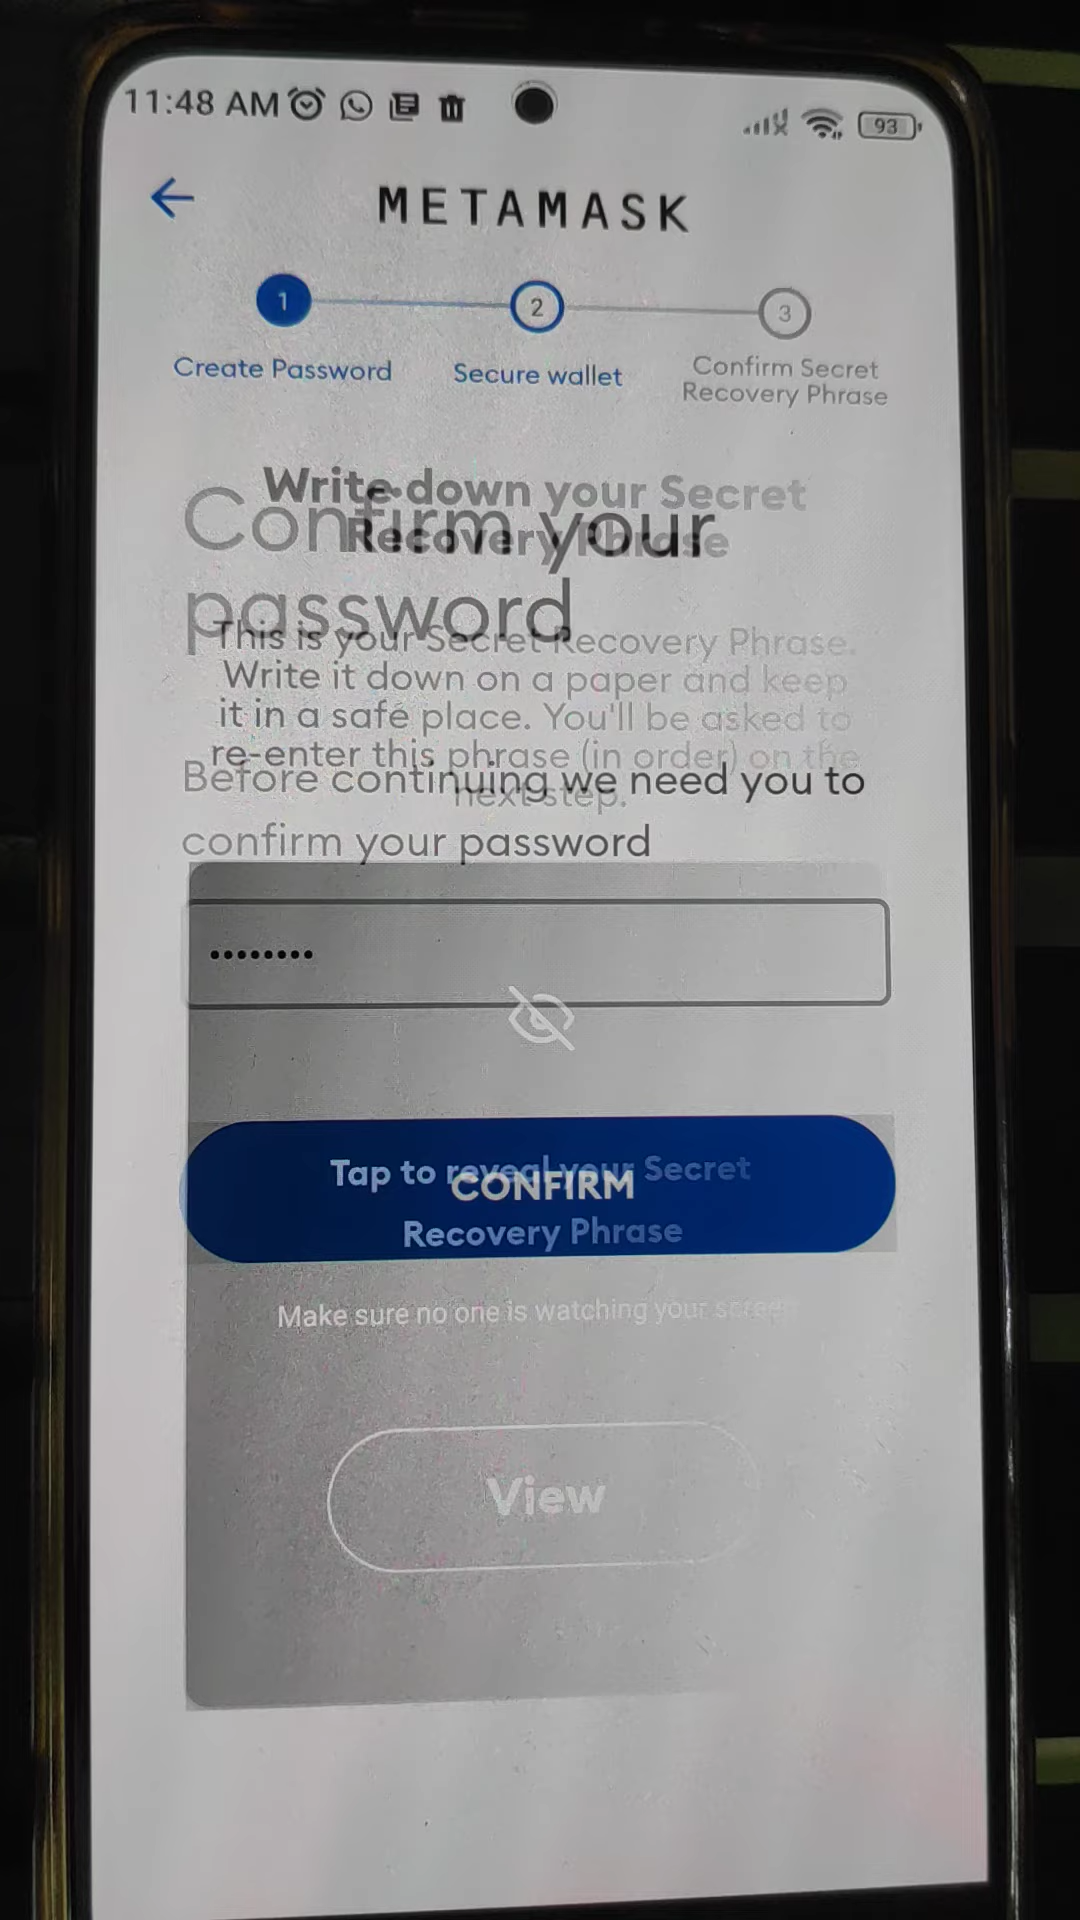 11:48 AM
93
METAMASK
1
2
3
Create Password
Secure wallet
Confirm Secret
Recovery Phrase
Write down your Secret
Recovery Phrase
Confirm your
password
This is your Secret Recovery Phrase.
Write it down on a paper and keep
it in a safe place. You'll be asked to
re-enter this phrase (in order) on the
next step.
Before continuing we need you to
confirm your password
••••••••
Tap to reveal your Secret
Recovery Phrase
CONFIRM
Make sure no one is watching your screen
View